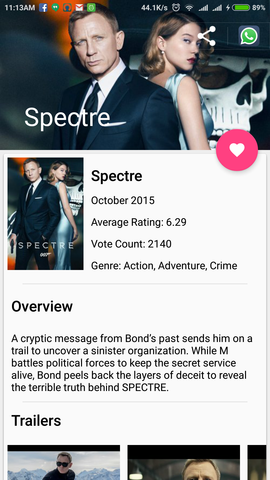 11:13AM
44.1K/s
89%
Spectre
SPECTRE
007
Spectre
October 2015
Average Rating: 6.29
Vote Count: 2140
Genre: Action, Adventure, Crime
Overview
A cryptic message from Bond's past sends him on a
trail to uncover a sinister organization. While M
battles political forces to keep the secret service
alive, Bond peels back the layers of deceit to reveal
the terrible truth behind SPECTRE.
Trailers